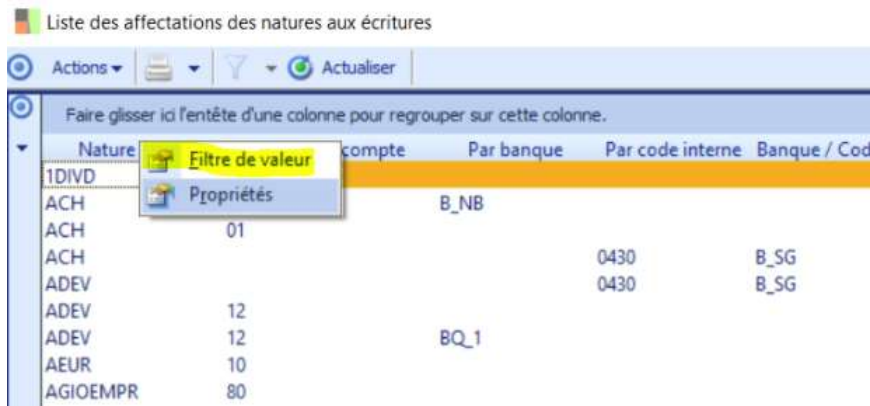 Liste des affectations des natures aux écritures
Actions Actualiser
Faire glisser ici l'entête d'une colonne pour regrouper sur cette colonne.
Nature compte Par banque Par code interne Banque / Cod
Filtre de valeur
Propriétés
1DIVD
ACH B_NB
ACH 01
ACH 0430 B_SG
ADEV 0430 B_SG
ADEV 12
ADEV 12 BQ_1
AEUR 10
AGIOEMPR 80